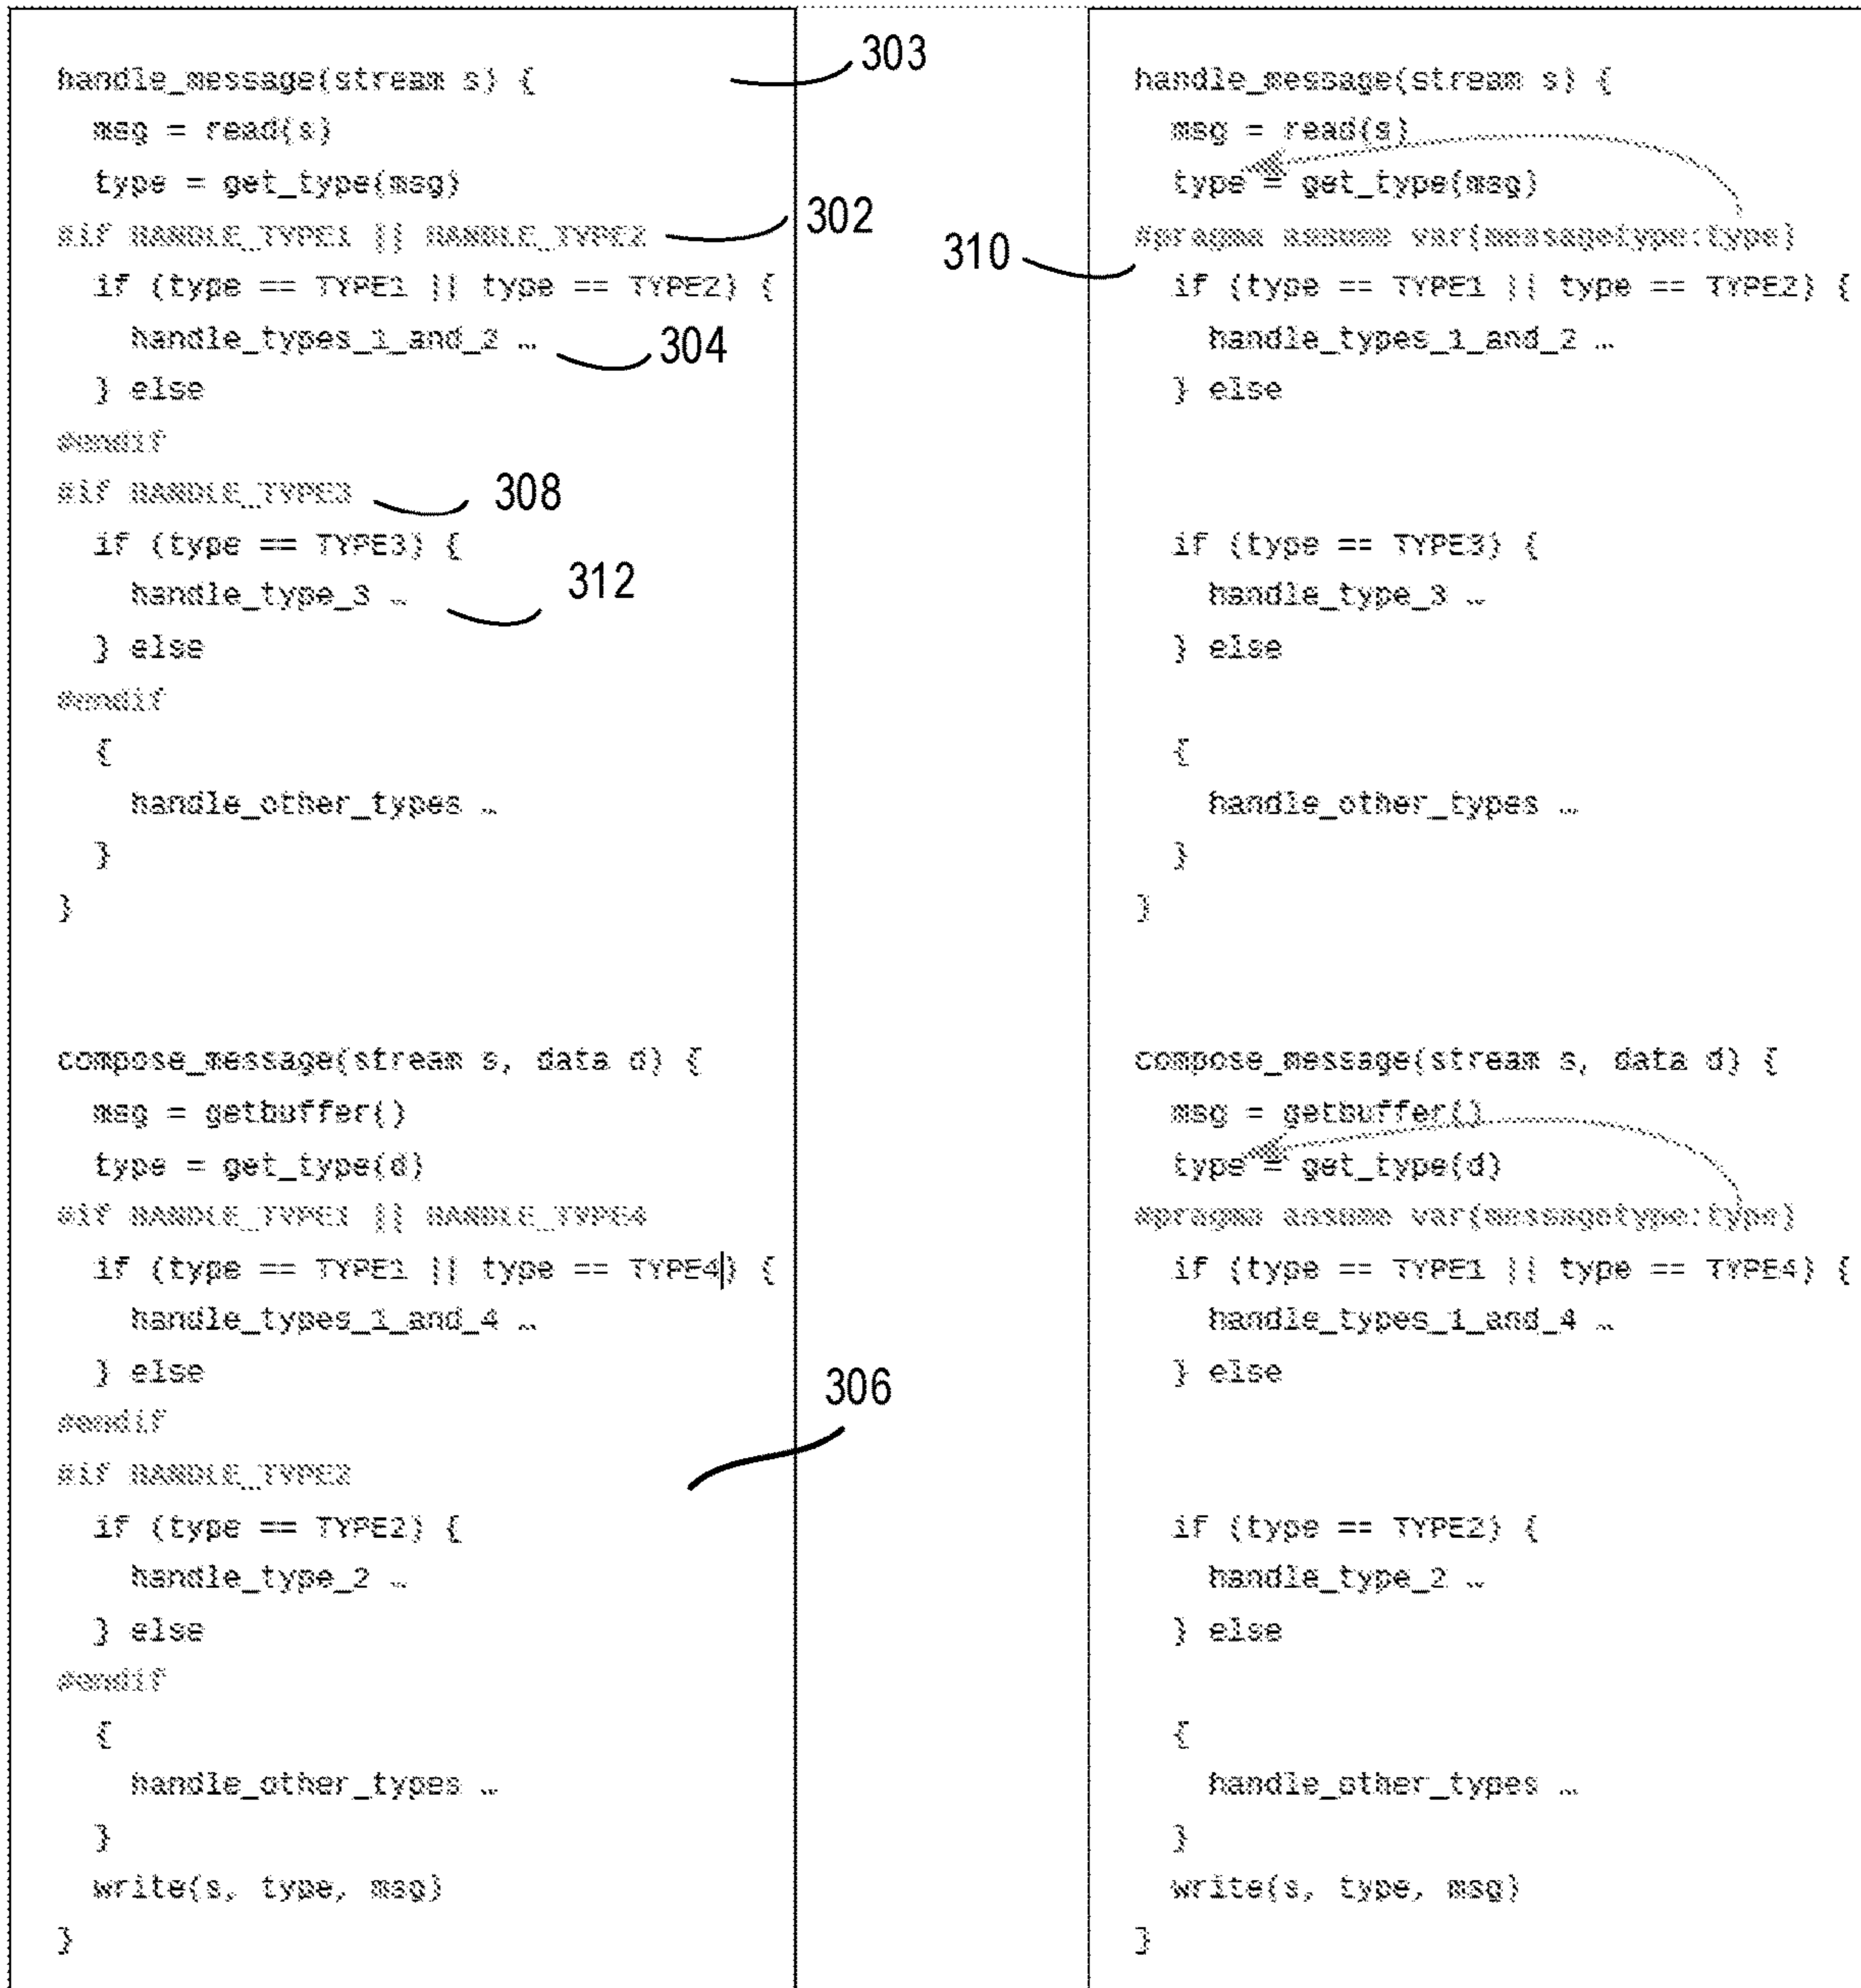 handle_message(stream s) {
303
msg = read(s)
type = get_type(msg)
#if HANDLE_TYPE1 || HANDLE_TYPE2
302
if (type == TYPE1 || type == TYPE2) {
handle_types_1_and_2 …
304
} else
#endif
#if HANDLE_TYPE3
308
if (type == TYPE3) {
handle_type_3 …
312
} else
#endif
{
handle_other_types …
}
}
compose_message(stream s, data d) {
msg = getbuffer()
type = get_type(d)
#if HANDLE_TYPE1 || HANDLE_TYPE4
if (type == TYPE1 || type == TYPE4) {
handle_types_1_and_4 …
} else
306
#endif
#if HANDLE_TYPE2
if (type == TYPE2) {
handle_type_2 …
} else
#endif
{
handle_other_types …
}
write(s, type, msg)
}
handle_message(stream s) {
msg = read(s)
type = get_type(msg)
#pragma assume var(messagetype:type)
310
if (type == TYPE1 || type == TYPE2) {
handle_types_1_and_2 …
} else
if (type == TYPE3) {
handle_type_3 …
} else
{
handle_other_types …
}
}
compose_message(stream s, data d) {
msg = getbuffer()
type = get_type(d)
#pragma assume var(messagetype:type)
if (type == TYPE1 || type == TYPE4) {
handle_types_1_and_4 …
} else
if (type == TYPE2) {
handle_type_2 …
} else
{
handle_other_types …
}
write(s, type, msg)
}